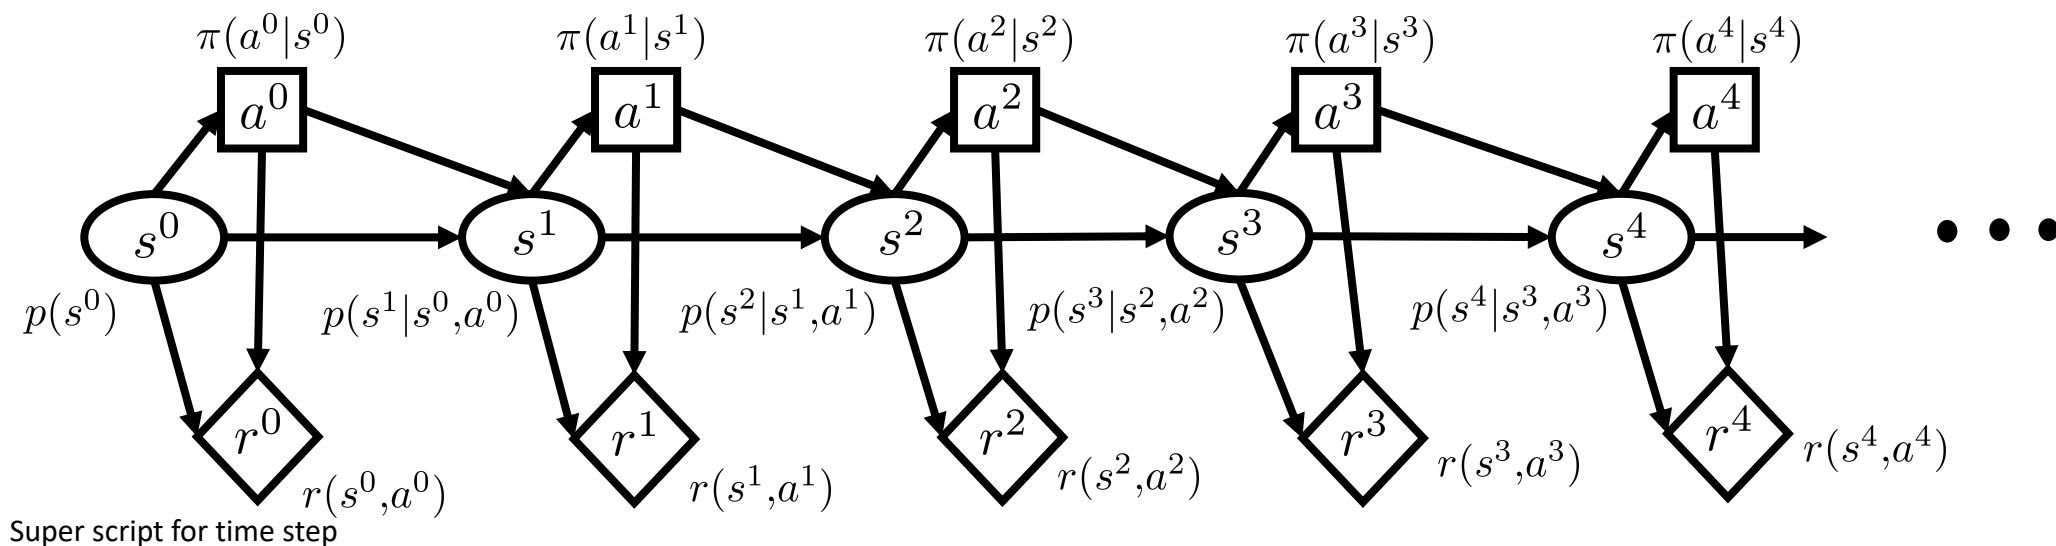 π(a⁰|s⁰) π(a¹|s¹) π(a²|s²) π(a³|s³) π(a⁴|s⁴)
a⁰ a¹ a² a³ a⁴
s⁰ s¹ s² s³ s⁴ • • •
p(s⁰) p(s¹|s⁰,a⁰) p(s²|s¹,a¹) p(s³|s²,a²) p(s⁴|s³,a³)
r⁰ r¹ r² r³ r⁴
r(s⁰,a⁰) r(s¹,a¹) r(s²,a²) r(s³,a³) r(s⁴,a⁴)
Super script for time step